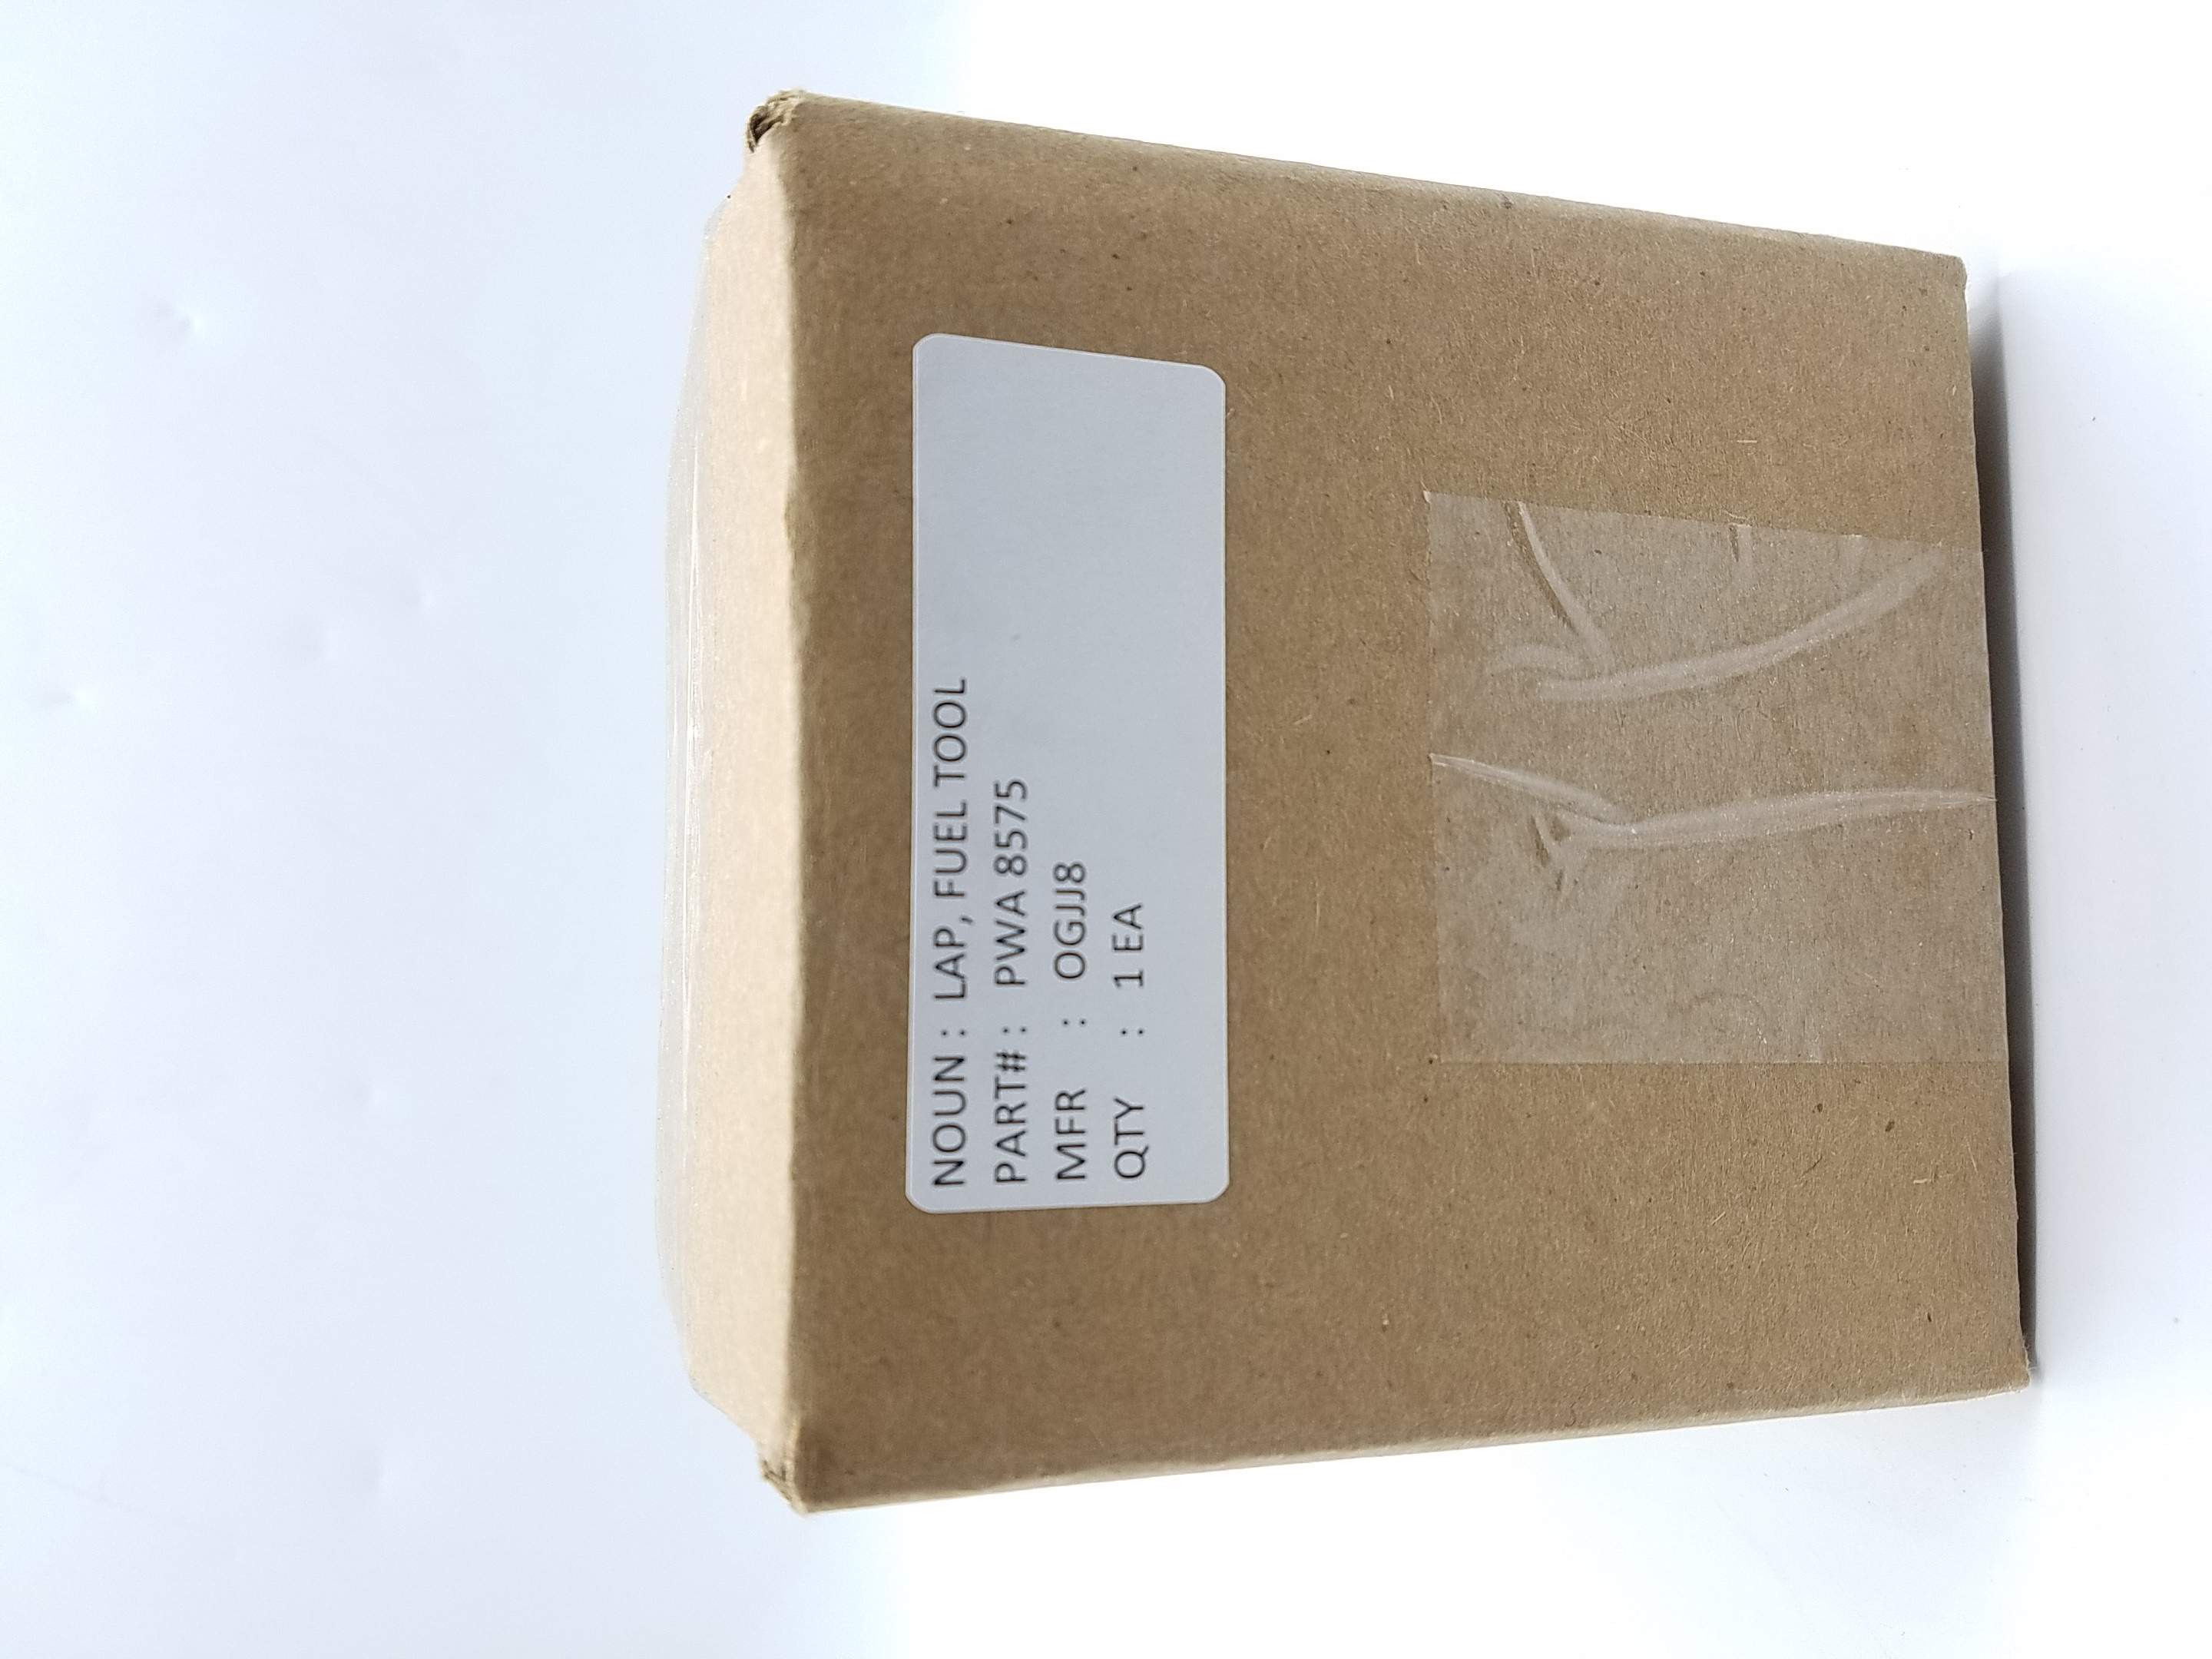 NOUN : LAP, FUEL TOOL
PART# : PWA 8575
MFR : OGJJ8
QTY : 1 EA